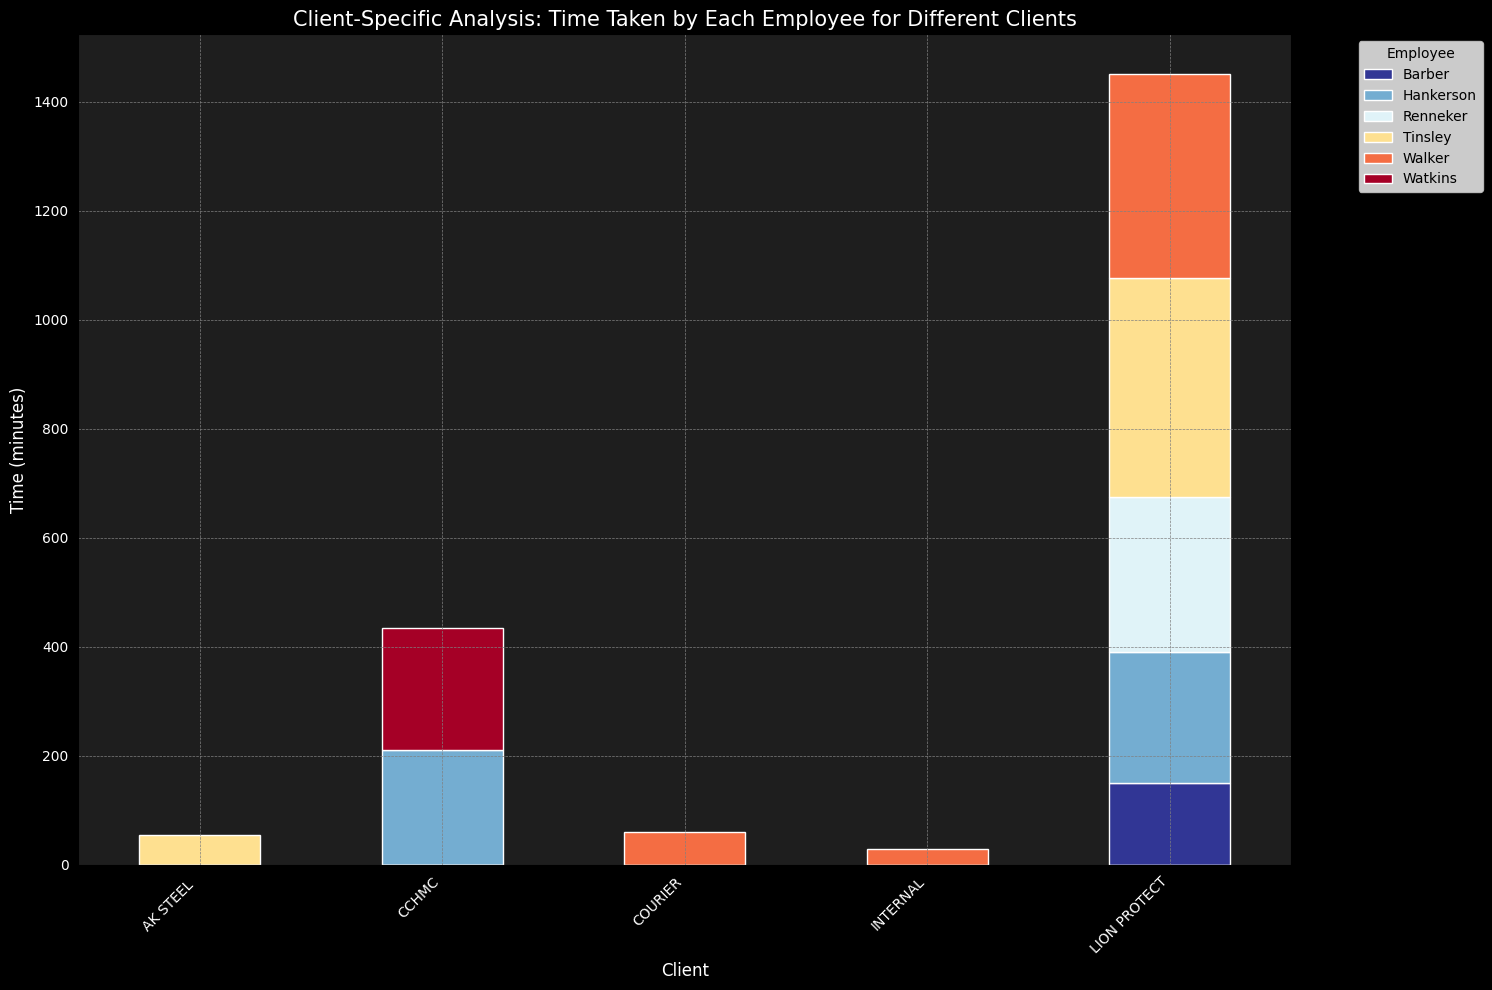 Client-Specific Analysis: Time Taken by Each Employee for Different Clients
Employee
Barber
Hankerson
Renneker
Tinsley
Walker
Watkins
Time (minutes)
1400
1200
1000
800
600
400
200
0
AK STEEL
CCHMC
COURIER
INTERNAL
LION PROTECT
Client